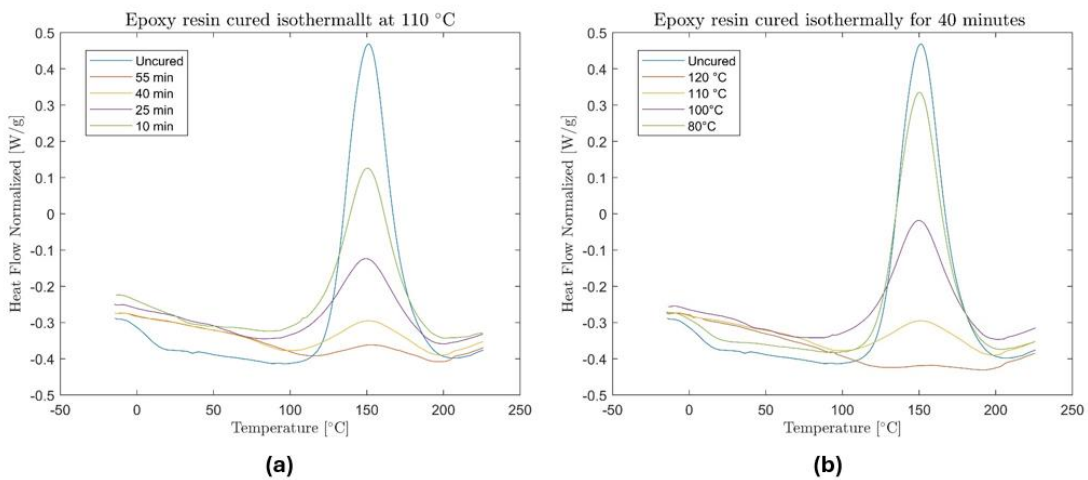 Epoxy resin cured isothermallt at 110 °C
0.5
0.4
0.3
0.2
0.1
0
-0.1
-0.2
-0.3
-0.4
-0.5
Heat Flow Normalized [W/g]
Uncured
55 min
40 min
25 min
10 min
-50 0 50 100 150 200 250
Temperature [°C]
(a)
Epoxy resin cured isothermally for 40 minutes
0.5
0.4
0.3
0.2
0.1
0
-0.1
-0.2
-0.3
-0.4
-0.5
Heat Flow Normalized [W/g]
Uncured
120 °C
110 °C
100°C
80°C
-50 0 50 100 150 200 250
Temperature [°C]
(b)